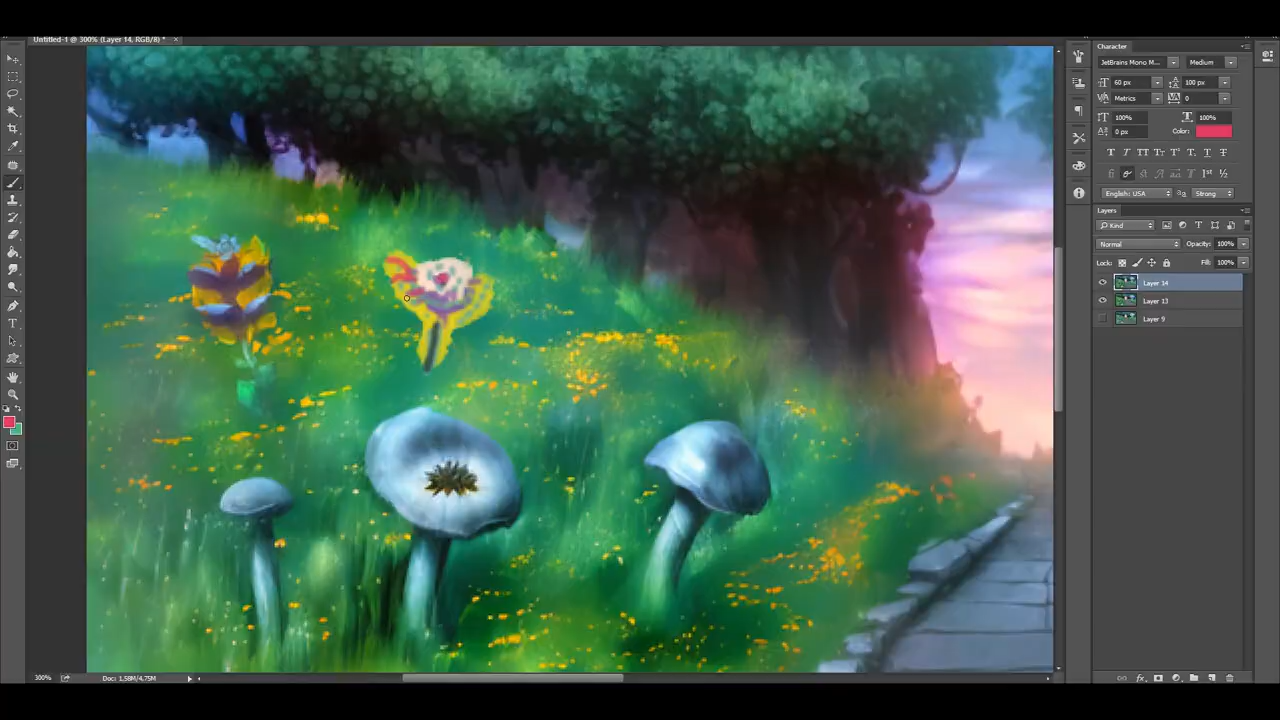 Untitled-1 @ 300% (Layer 14, RGB/8) *
Character
JetBrains Mono M... Medium
60 px 100 px
Metrics 0
100% 100%
0 px Color:
English: USA Strong
Layers
Kind
Normal Opacity: 100%
Lock: Fill: 100%
Layer 14
Layer 13
Layer 9
300% Doc: 1.58M/4.75M